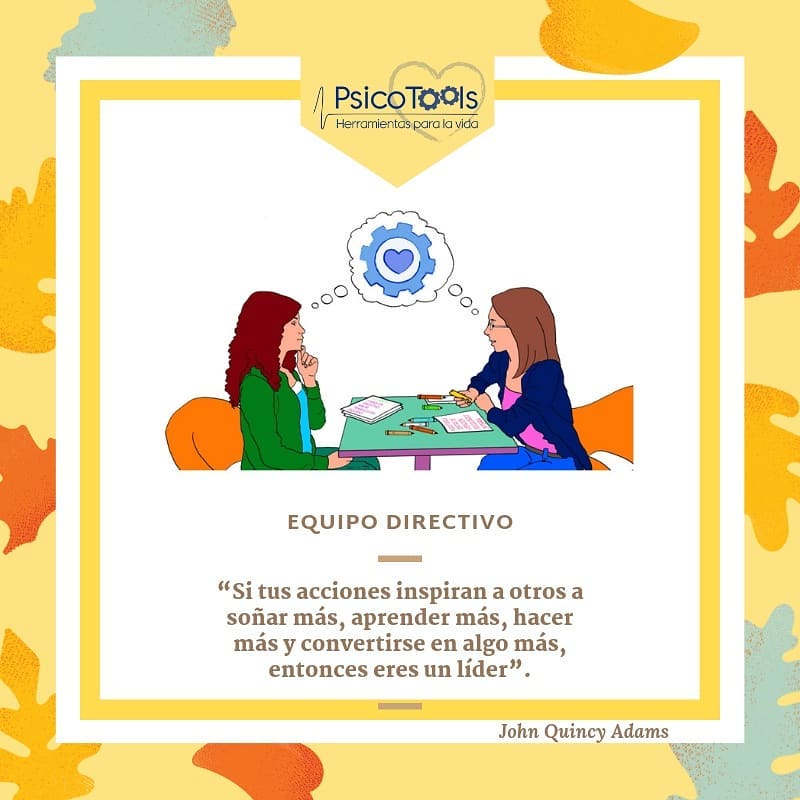 PsicoTools
Herramientas para la vida
EQUIPO DIRECTIVO
“Si tus acciones inspiran a otros a
soñar más, aprender más, hacer
más y convertirse en algo más,
entonces eres un líder”.
John Quincy Adams